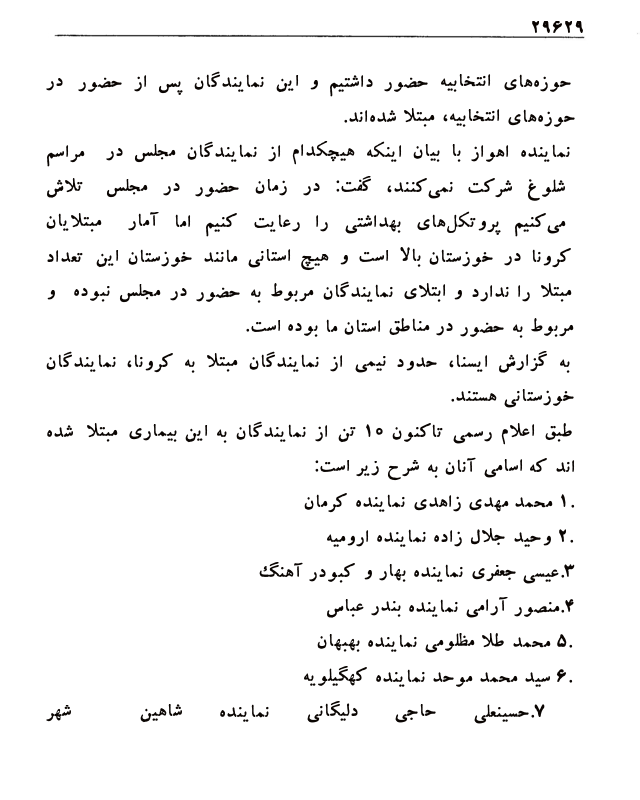 ۲۹۶۲۹
حوزه‌های انتخابیه حضور داشتیم و این نمایندگان پس از حضور در
حوزه‌های انتخابیه، مبتلا شده‌اند.
نماینده اهواز با بیان اینکه هیچکدام از نمایندگان مجلس در مراسم
شلوغ شرکت نمی‌کنند، گفت: در زمان حضور در مجلس تلاش
می‌کنیم پروتکل‌های بهداشتی را رعایت کنیم اما آمار مبتلایان
کرونا در خوزستان بالا است و هیچ استانی مانند خوزستان این تعداد
مبتلا را ندارد و ابتلای نمایندگان مربوط به حضور در مجلس نبوده و
مربوط به حضور در مناطق استان ما بوده است.
به گزارش ایسنا، حدود نیمی از نمایندگان مبتلا به کرونا، نمایندگان
خوزستانی هستند.
طبق اعلام رسمی تاکنون ۱۵ تن از نمایندگان به این بیماری مبتلا شده
اند که اسامی آنان به شرح زیر است:
۱. محمد مهدی زاهدی نماینده کرمان
۲. وحید جلال زاده نماینده ارومیه
۳.عیسی جعفری نماینده بهار و کبودر آهنگ
۴.منصور آرامی نماینده بندر عباس
۵. محمد طلا مظلومی نماینده بهبهان
۶. سید محمد موحد نماینده کهگیلویه
۷.حسینعلی حاجی دلیگانی نماینده شاهین شهر